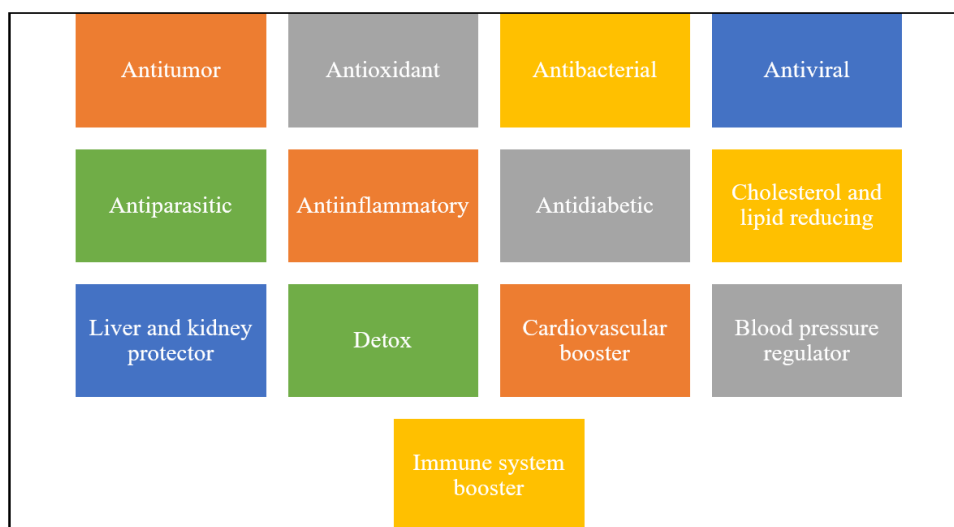 Antitumor
Antioxidant
Antibacterial
Antiviral
Antiparasitic
Antiinflammatory
Antidiabetic
Cholesterol and
lipid reducing
Liver and kidney
protector
Detox
Cardiovascular
booster
Blood pressure
regulator
Immune system
booster